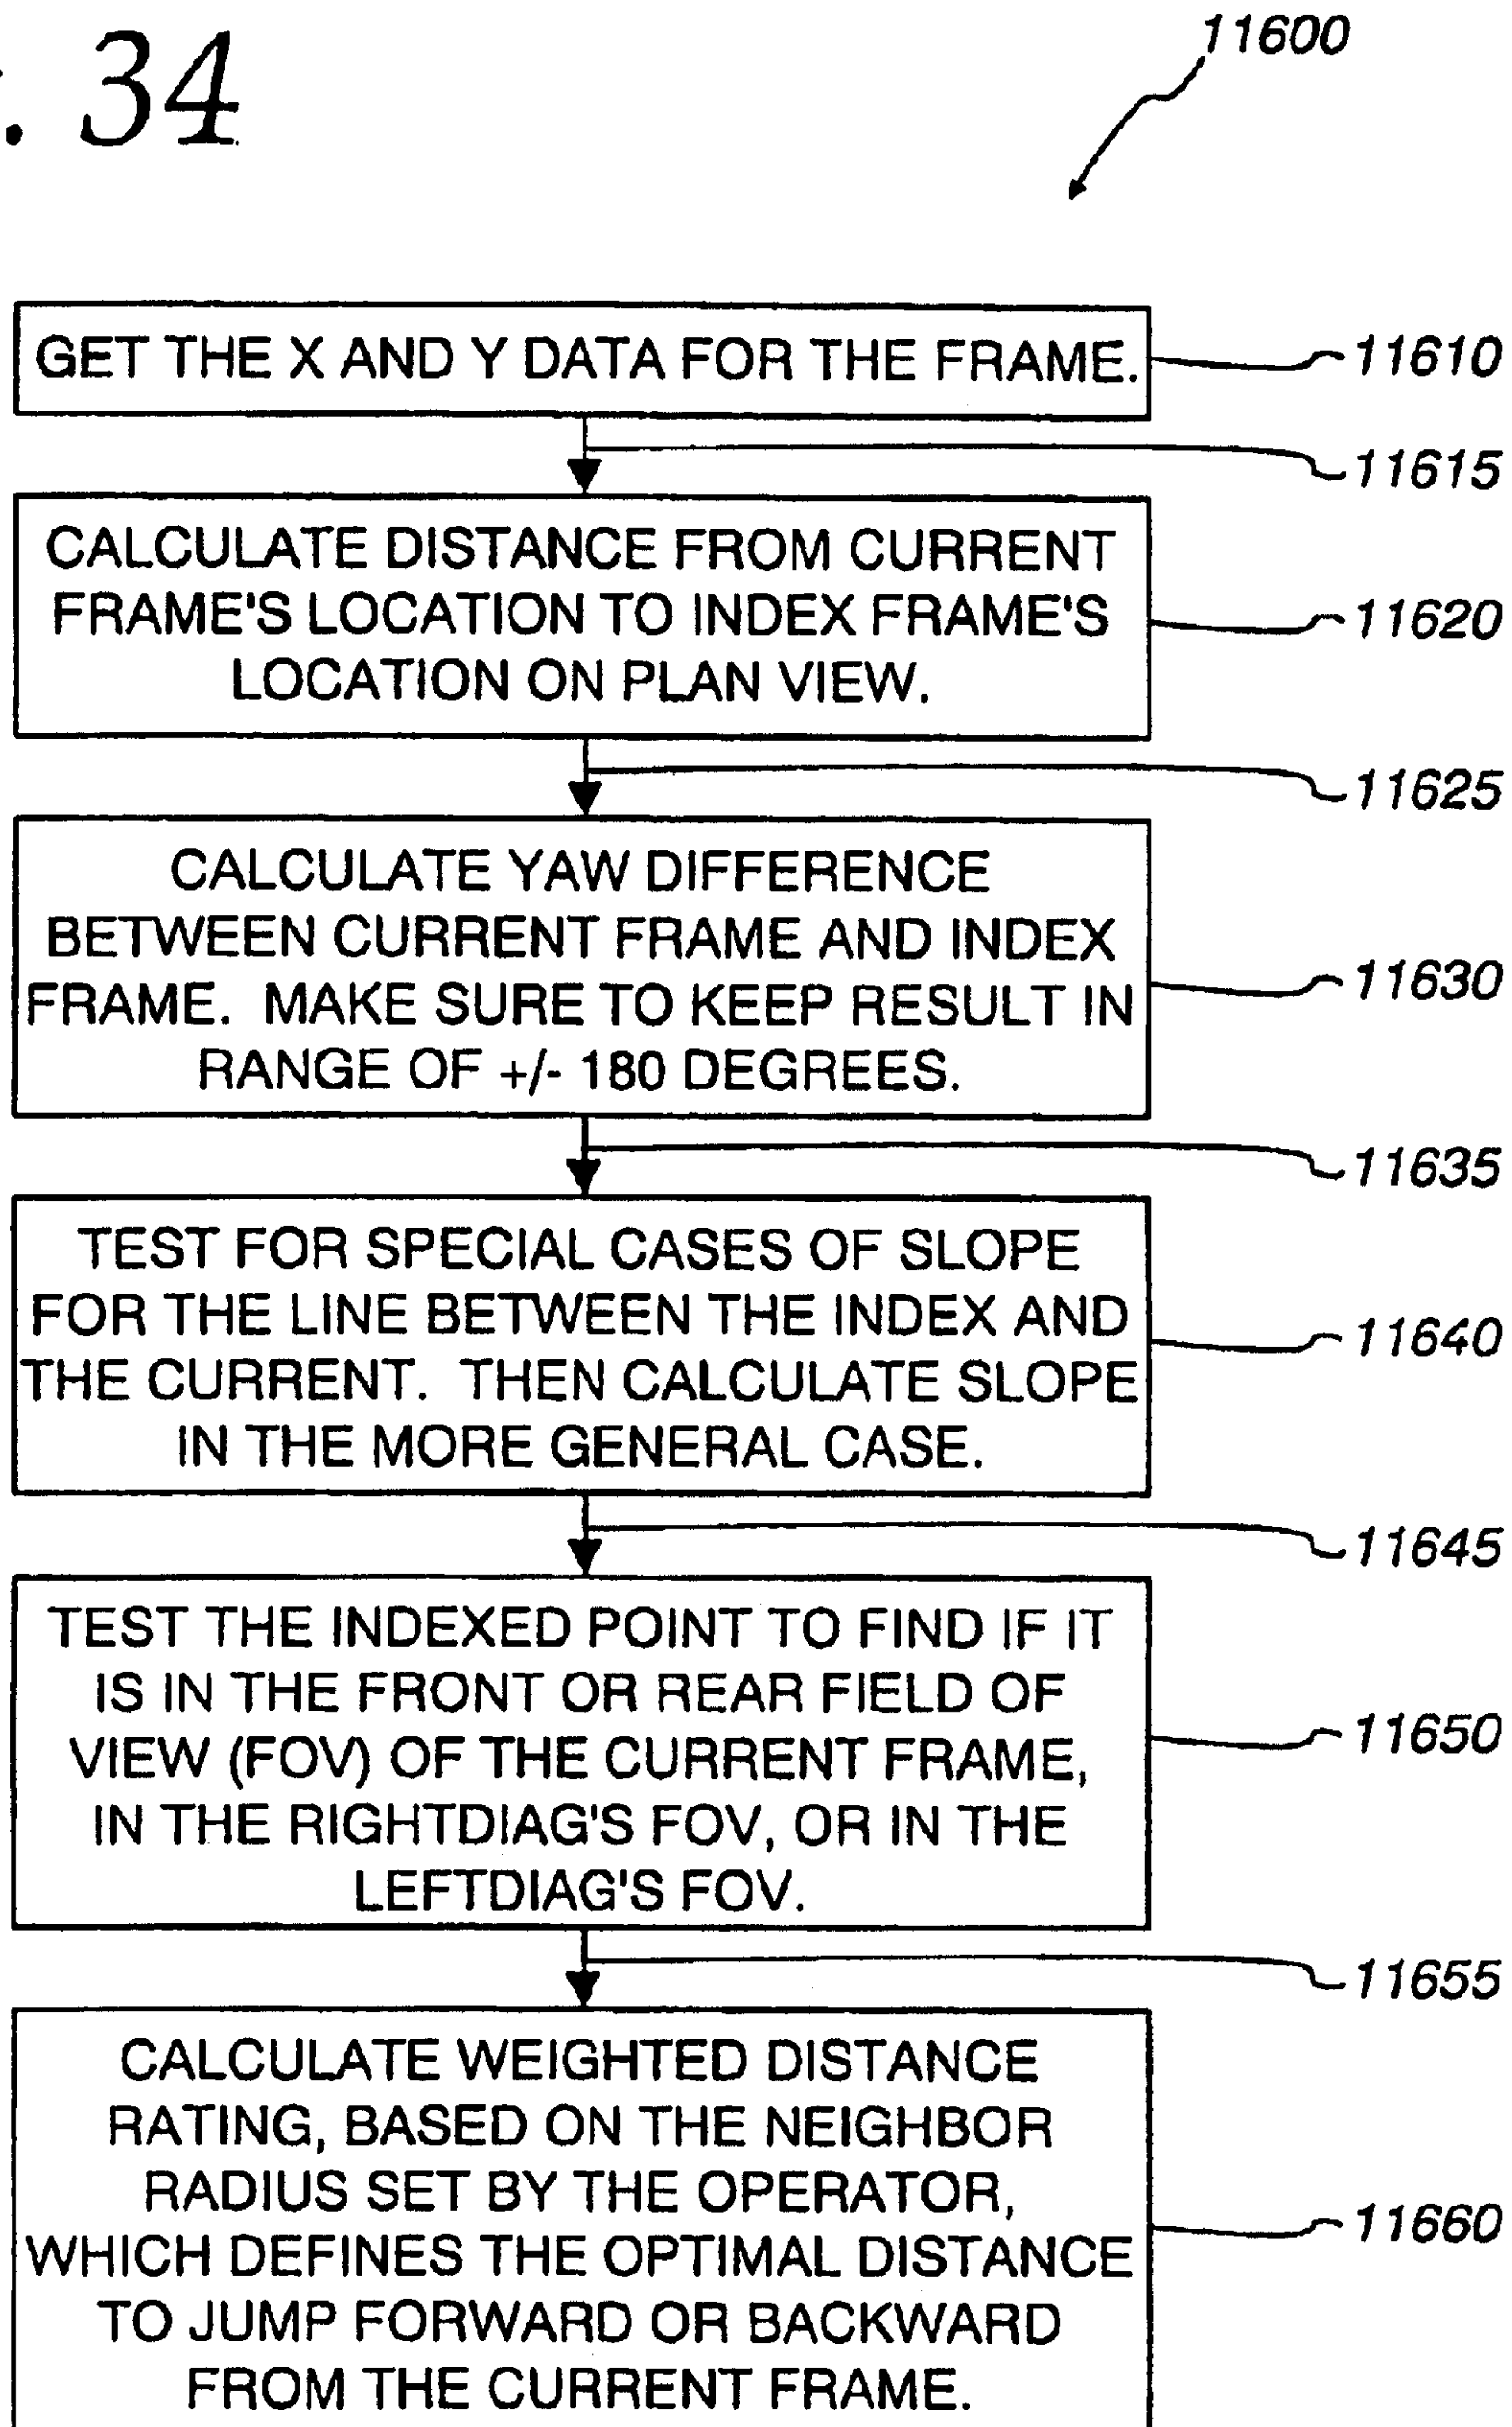 . 34
11600
GET THE X AND Y DATA FOR THE FRAME.
11610
11615
CALCULATE DISTANCE FROM CURRENT
FRAME'S LOCATION TO INDEX FRAME'S
LOCATION ON PLAN VIEW.
11620
11625
CALCULATE YAW DIFFERENCE
BETWEEN CURRENT FRAME AND INDEX
FRAME. MAKE SURE TO KEEP RESULT IN
RANGE OF +/- 180 DEGREES.
11630
11635
TEST FOR SPECIAL CASES OF SLOPE
FOR THE LINE BETWEEN THE INDEX AND
THE CURRENT. THEN CALCULATE SLOPE
IN THE MORE GENERAL CASE.
11640
11645
TEST THE INDEXED POINT TO FIND IF IT
IS IN THE FRONT OR REAR FIELD OF
VIEW (FOV) OF THE CURRENT FRAME,
IN THE RIGHTDIAG'S FOV, OR IN THE
LEFTDIAG'S FOV.
11650
11655
CALCULATE WEIGHTED DISTANCE
RATING, BASED ON THE NEIGHBOR
RADIUS SET BY THE OPERATOR,
WHICH DEFINES THE OPTIMAL DISTANCE
TO JUMP FORWARD OR BACKWARD
FROM THE CURRENT FRAME.
11660